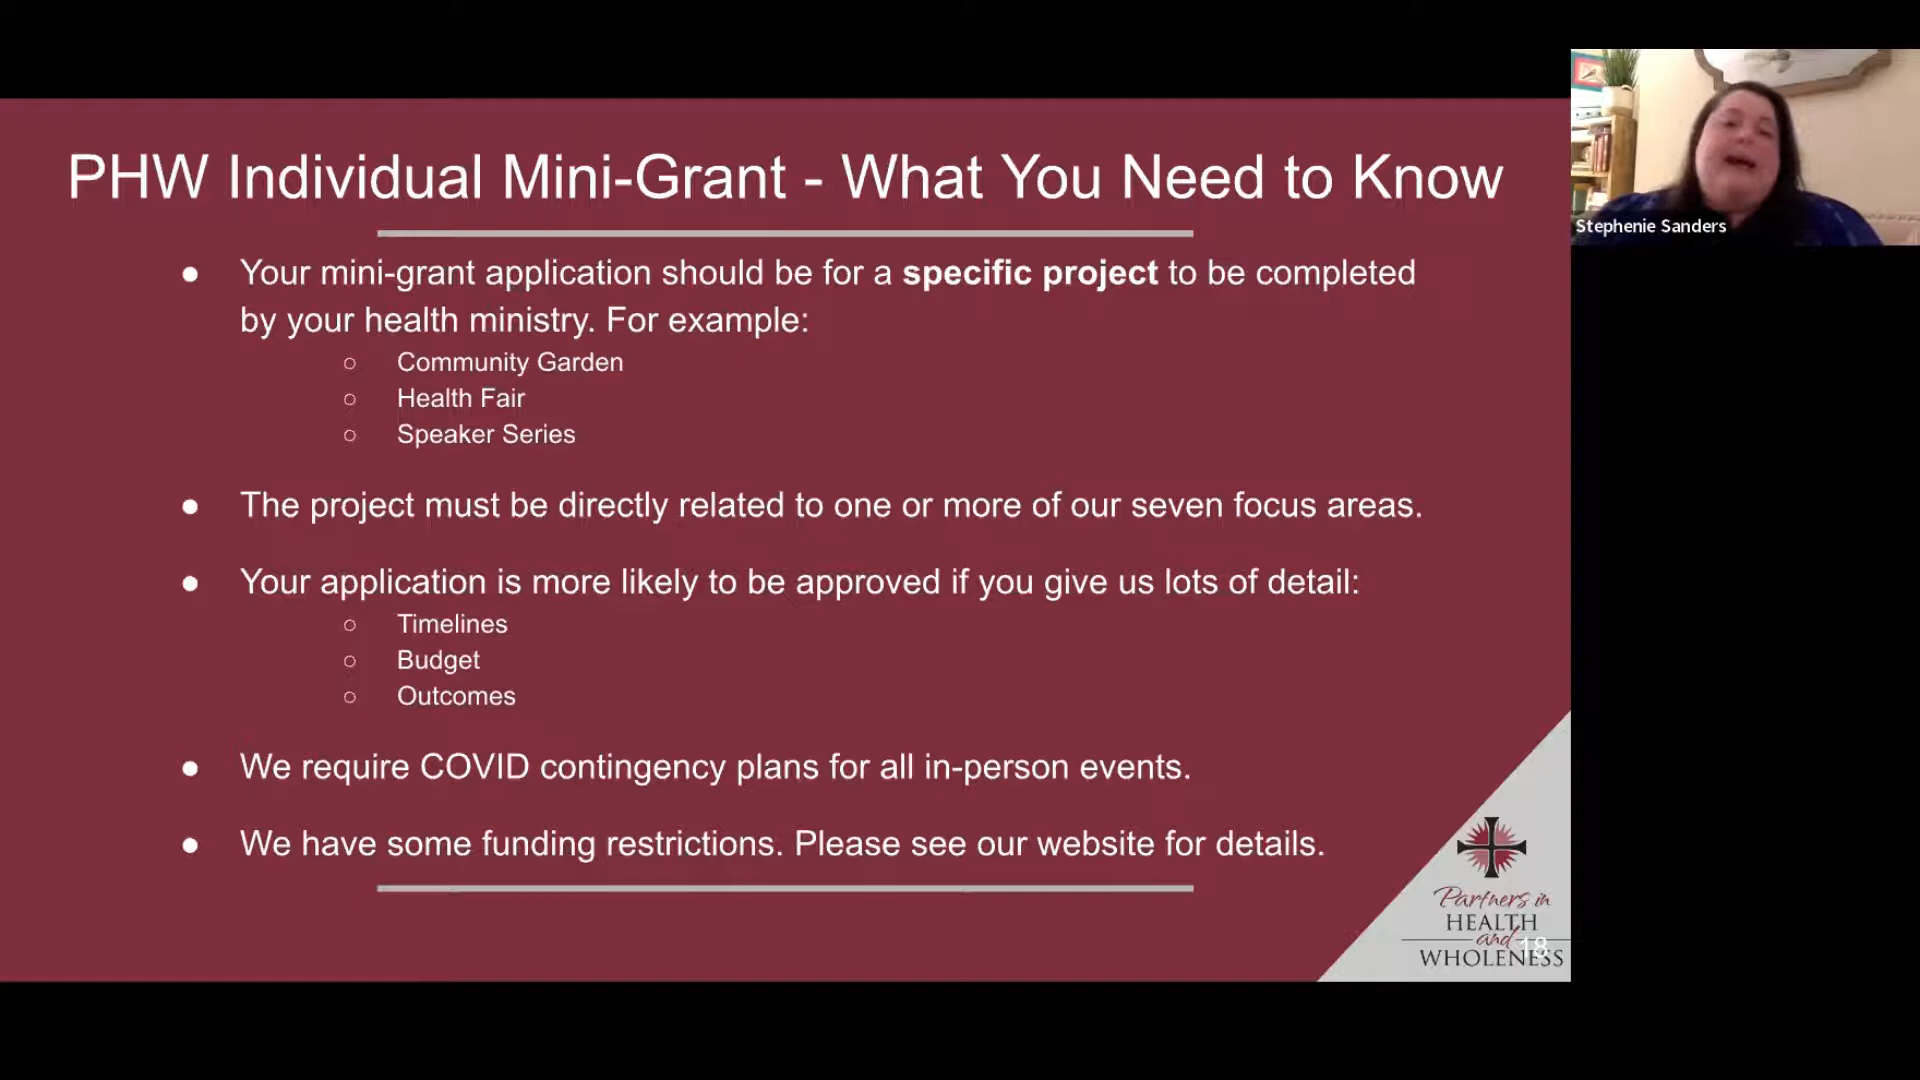 PHW Individual Mini-Grant - What You Need to Know
● Your mini-grant application should be for a specific project to be completed
by your health ministry. For example:
○ Community Garden
○ Health Fair
○ Speaker Series
● The project must be directly related to one or more of our seven focus areas.
● Your application is more likely to be approved if you give us lots of detail:
○ Timelines
○ Budget
○ Outcomes
● We require COVID contingency plans for all in-person events.
● We have some funding restrictions. Please see our website for details.
Partners in
HEALTH
and
WHOLENESS
18
Stephenie Sanders